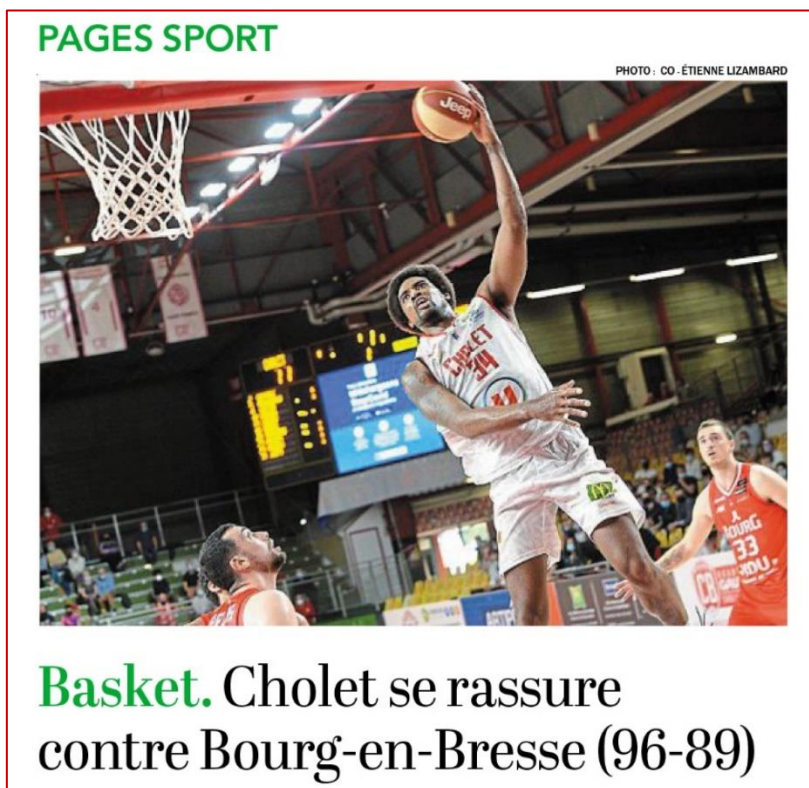 PAGES SPORT
PHOTO : CO - ÉTIENNE LIZAMBARD
Jeep
CHOLET
34
BOURG
33
Basket. Cholet se rassure
contre Bourg-en-Bresse (96-89)